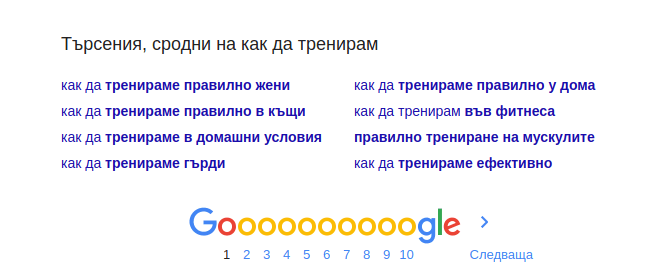 Търсения, сродни на как да тренирам
как да тренираме правилно жени
как да тренираме правилно у дома
как да тренираме правилно в къщи
как да тренирам във фитнеса
как да тренираме в домашни условия
правилно трениране на мускулите
как да тренираме гърди
как да тренираме ефективно
Goooooooooogle >
1 2 3 4 5 6 7 8 9 10 Следваща